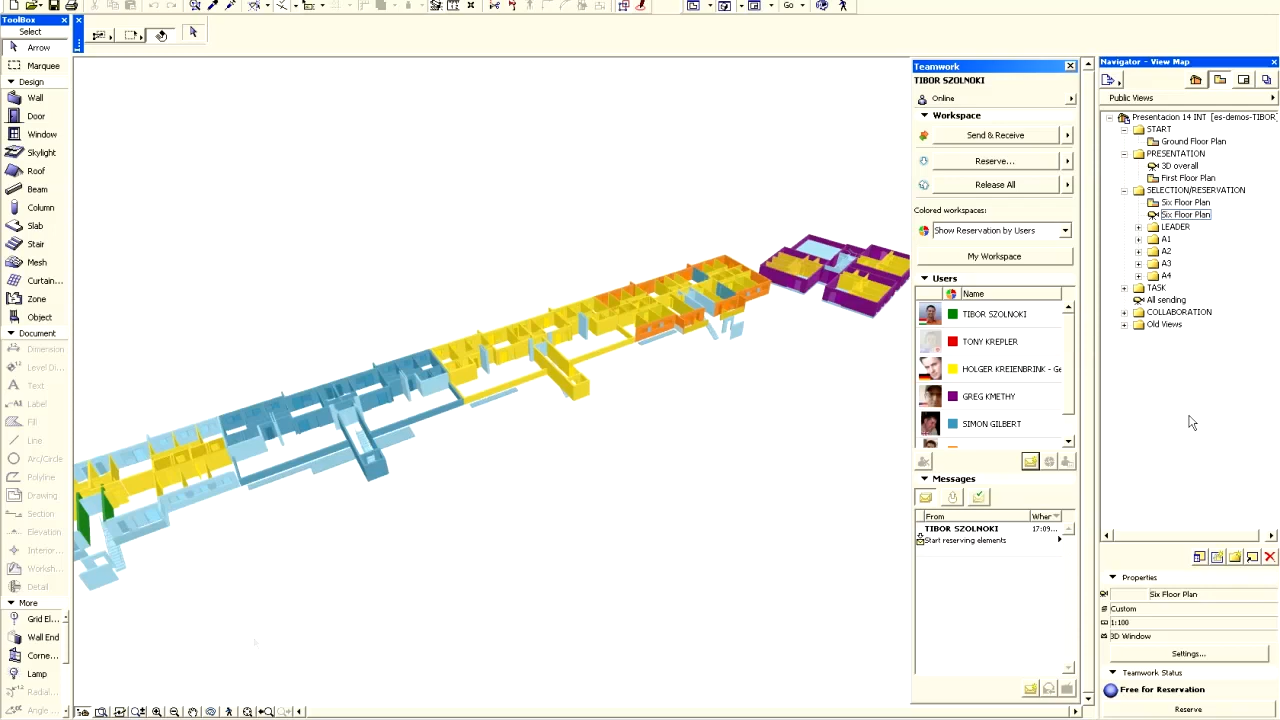 Go
ToolBox
Select
Arrow
Marquee
Design
Wall
Door
Window
Skylight
Roof
Beam
Column
Slab
Stair
Mesh
Curtain...
Zone
Object
Document
Dimension
Level Di...
Text
Label
Fill
Line
Arc/Circle
Polyline
Drawing
Section
Elevation
Interior...
Worksh...
Detail
More
Grid El...
Wall End
Corne...
Lamp
Radial...
Angle ...
Teamwork
TIBOR SZOLNOKI
Online
Workspace
Send & Receive
Reserve...
Release All
Colored workspaces:
Show Reservation by Users
My Workspace
Users
Name
TIBOR SZOLNOKI
TONY KREPLER
HOLGER KREIENBRINK - Ge
GREG KMETHY
SIMON GILBERT
Messages
From Wher
TIBOR SZOLNOKI 17:09...
Start reserving elements
Navigator - View Map
Public Views
Presentacion 14 INT [es-demos-TIBOR
START
Ground Floor Plan
PRESENTATION
3D overall
First Floor Plan
SELECTION/RESERVATION
Six Floor Plan
Six Floor Plan
LEADER
A1
A2
A3
A4
TASK
All sending
COLLABORATION
Old Views
Properties
Six Floor Plan
Custom
1:100
3D Window
Settings...
Teamwork Status
Free for Reservation
Reserve